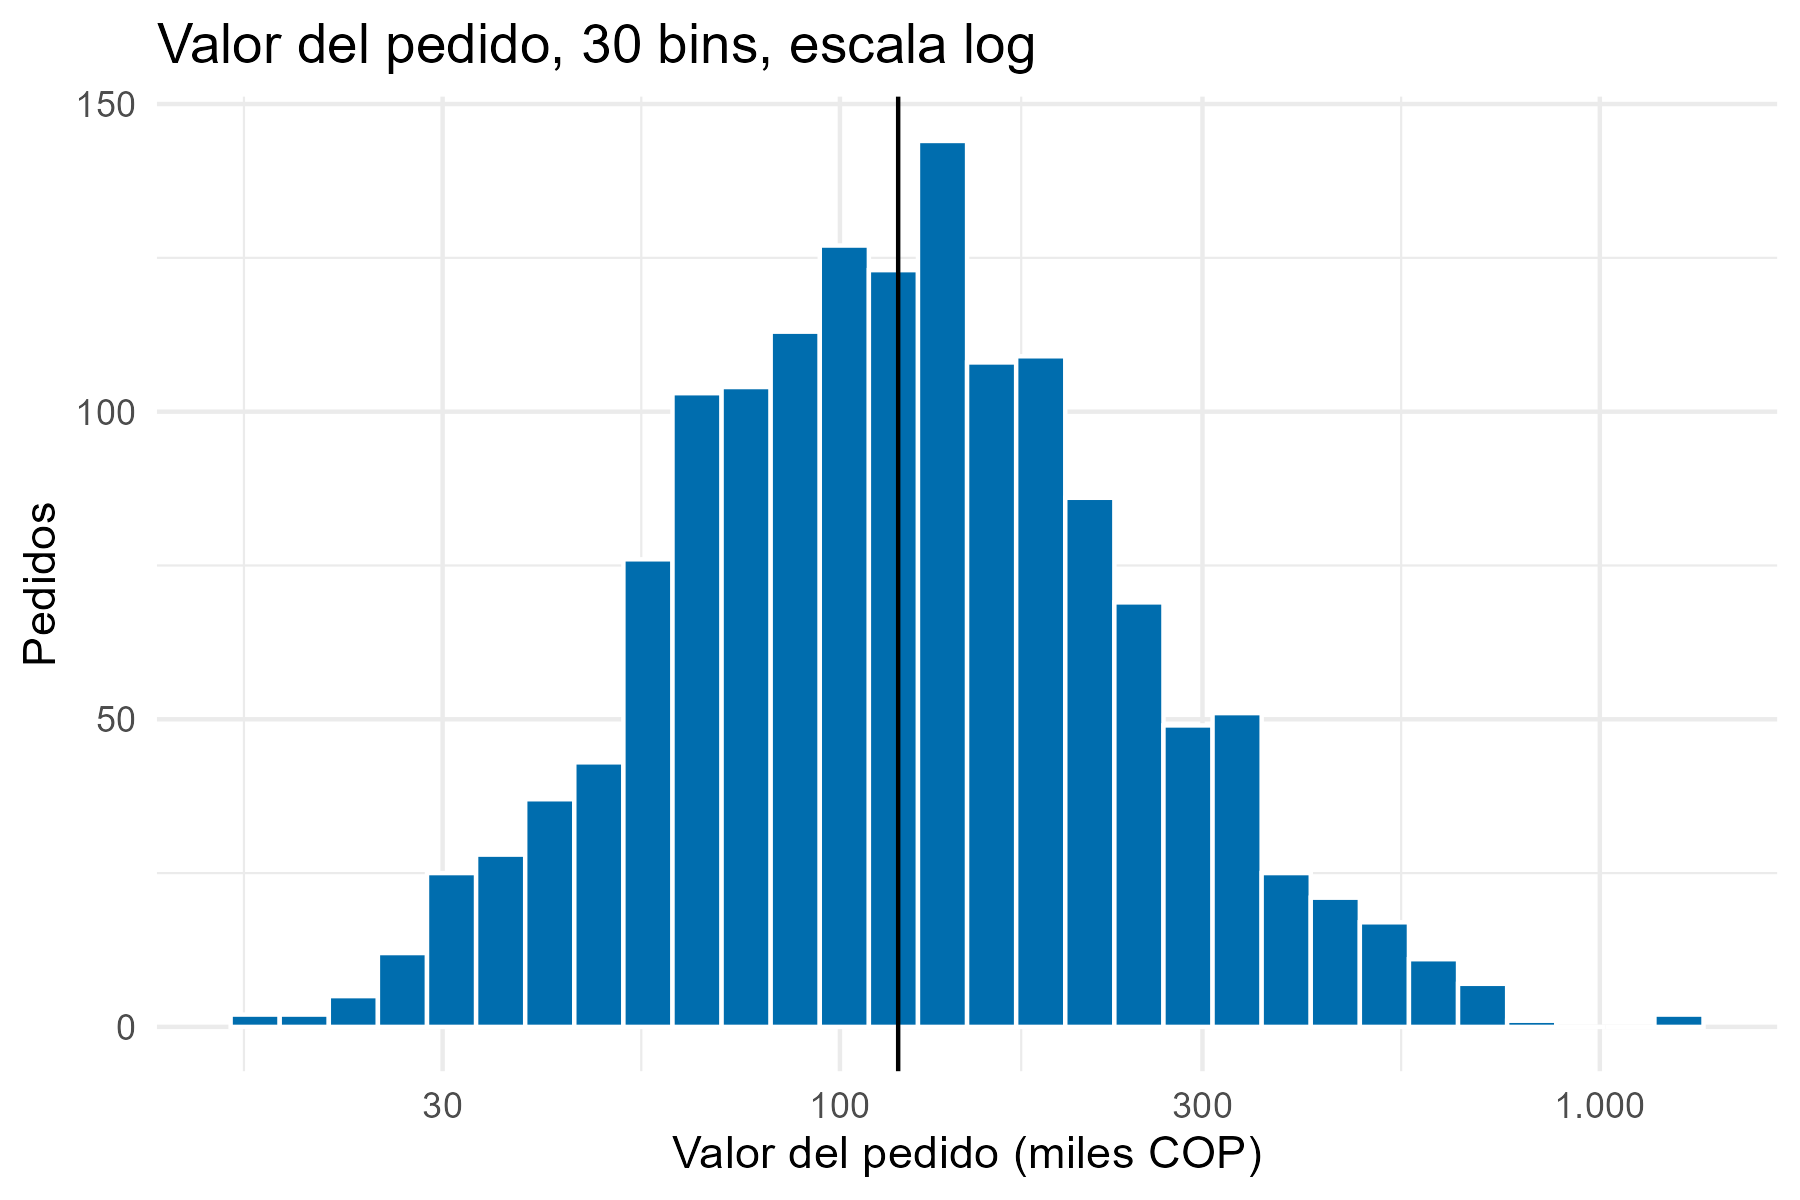 Valor del pedido, 30 bins, escala log
150
100
50
0
Pedidos
30 100 300 1.000
Valor del pedido (miles COP)